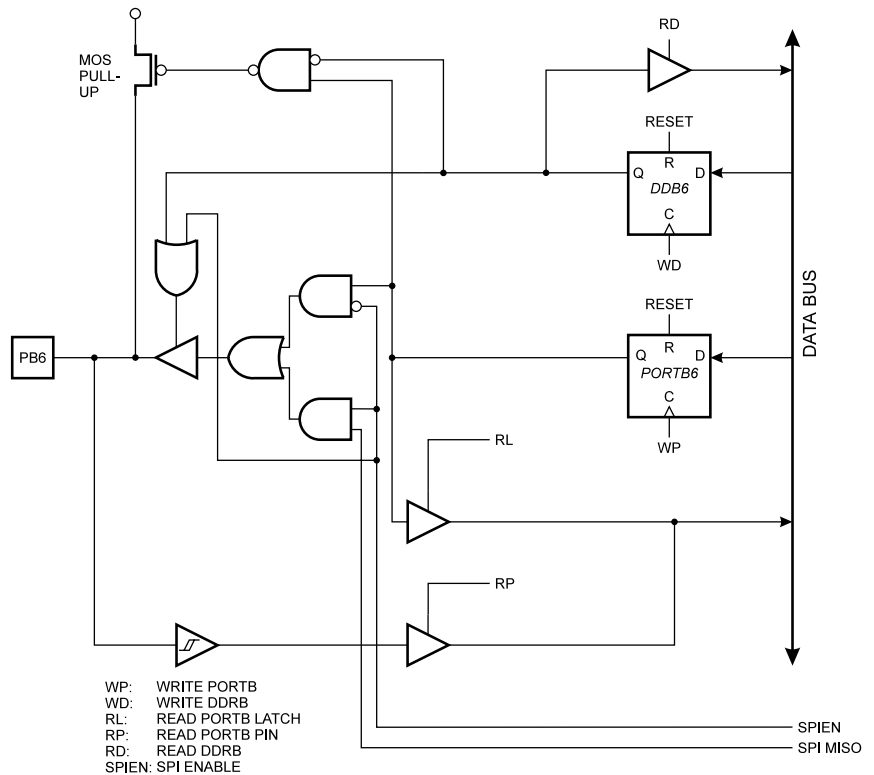 RD
MOS
PULL-
UP
RESET
R
Q
D
DDB6
C
WD
DATA BUS
RESET
R
PB6
Q
D
PORTB6
C
WP
RL
RP
WP: WRITE PORTB
WD: WRITE DDRB
RL: READ PORTB LATCH
RP: READ PORTB PIN
RD: READ DDRB
SPIEN: SPI ENABLE
SPIEN
SPI MISO